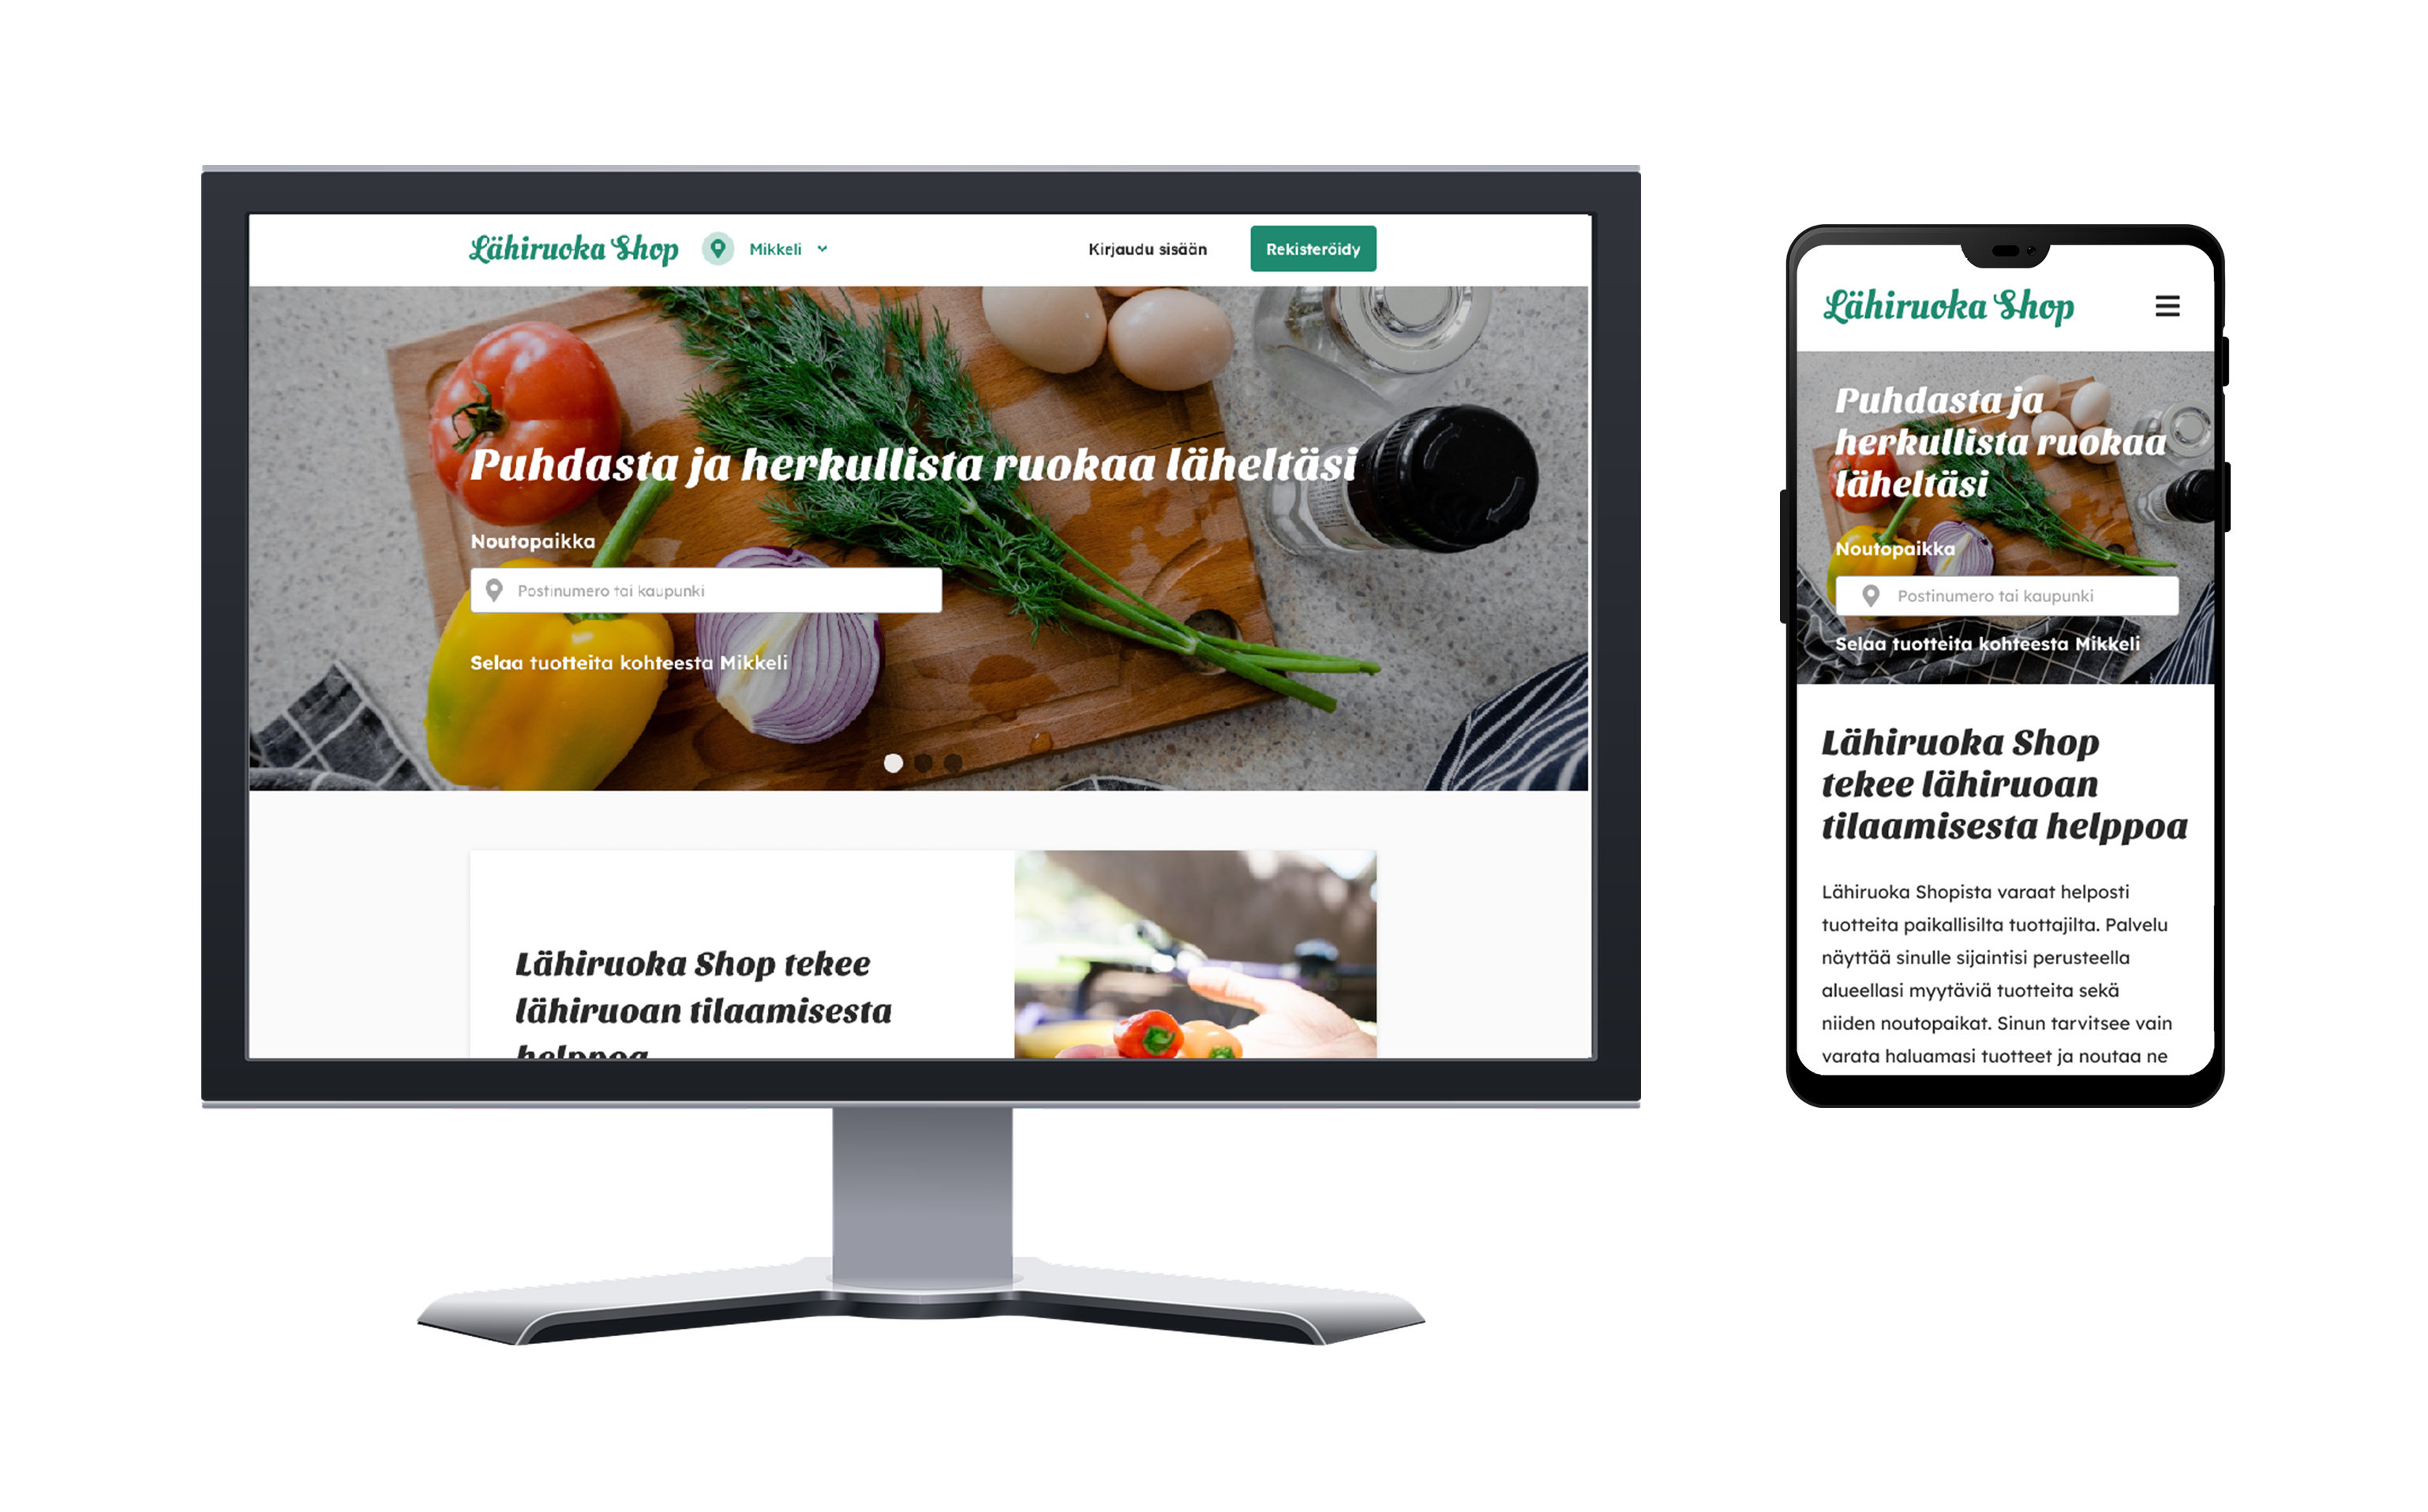 Lähiruoka Shop
Mikkeli
Kirjaudu sisään
Rekisteröidy
Puhdasta ja herkullista ruokaa läheltäsi
Noutopaikka
Postinumero tai kaupunki
Selaa tuotteita kohteesta Mikkeli
Lähiruoka Shop tekee
lähiruoan tilaamisesta
helppoa
Lähiruoka Shop
Puhdasta ja
herkullista ruokaa
läheltäsi
Noutopaikka
Postinumero tai kaupunki
Selaa tuotteita kohteesta Mikkeli
Lähiruoka Shop
tekee lähiruoan
tilaamisesta helppoa
Lähiruoka Shopista varaat helposti
tuotteita paikallisilta tuottajilta. Palvelu
näyttää sinulle sijaintisi perusteella
alueellasi myytäviä tuotteita sekä
niiden noutopaikat. Sinun tarvitsee vain
varata haluamasi tuotteet ja noutaa ne